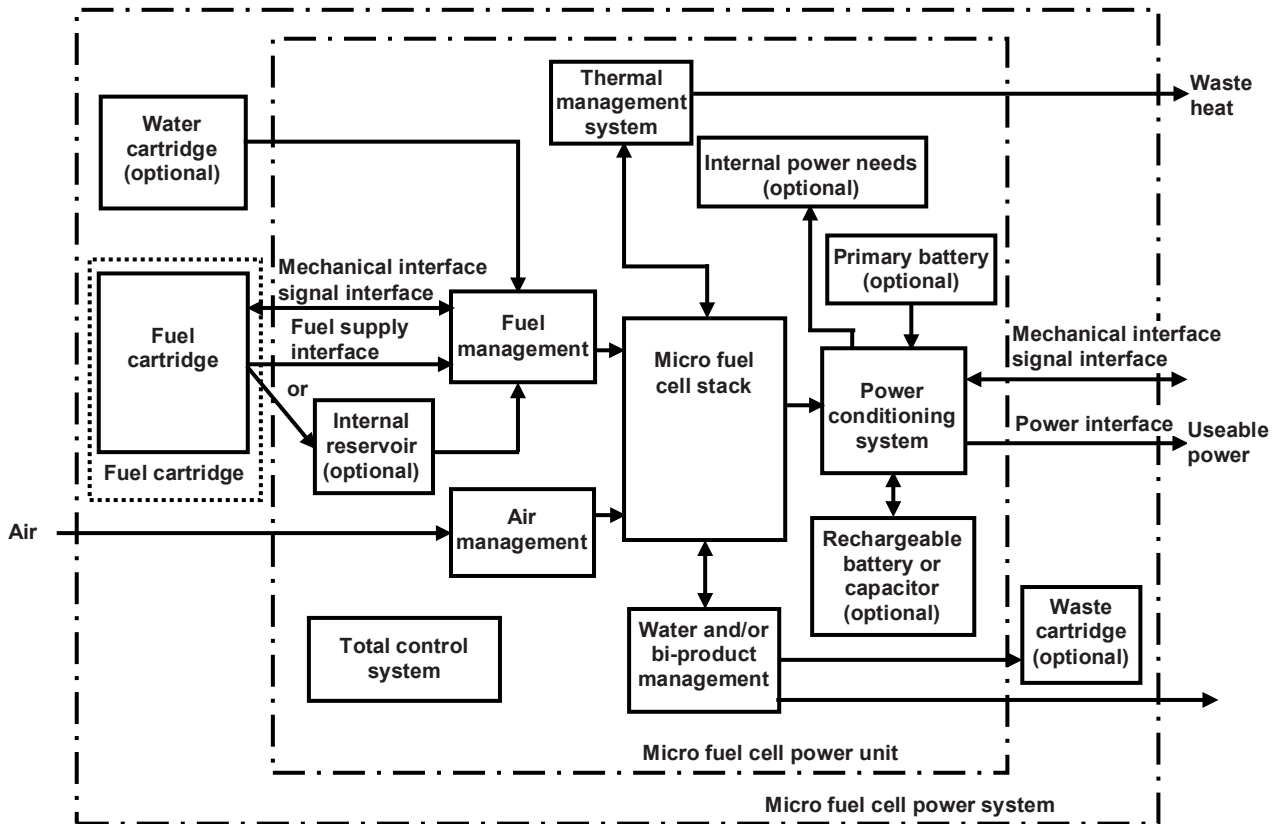 Thermal
management
system
Waste
heat
Water
cartridge
(optional)
Internal power needs
(optional)
Primary battery
(optional)
Mechanical interface
signal interface
Fuel
cartridge
Fuel supply
interface
or
Fuel
management
Micro fuel
cell stack
Mechanical interface
signal interface
Power
conditioning
system
Power interface
Useable
power
Internal
reservoir
(optional)
Fuel cartridge
Air
Air
management
Rechargeable
battery or
capacitor
(optional)
Waste
cartridge
(optional)
Total control
system
Water and/or
bi-product
management
Micro fuel cell power unit
Micro fuel cell power system